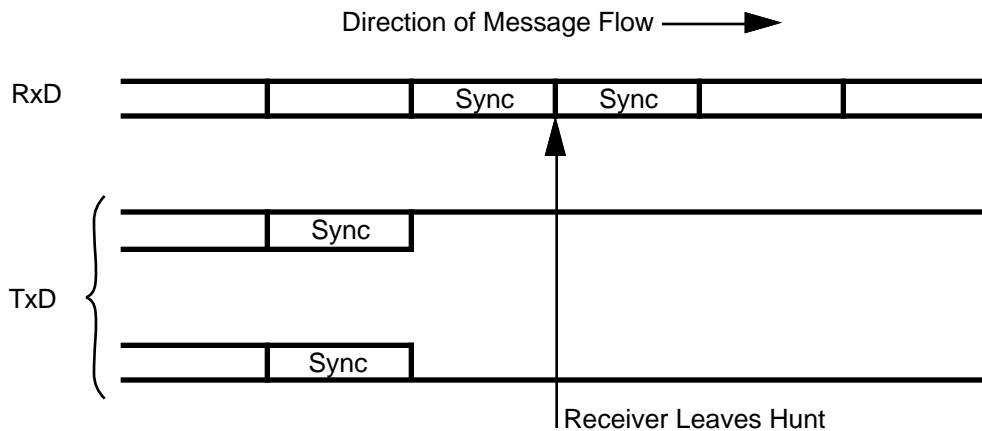 Direction of Message Flow
RxD
Sync Sync
Sync
TxD
Sync
Receiver Leaves Hunt